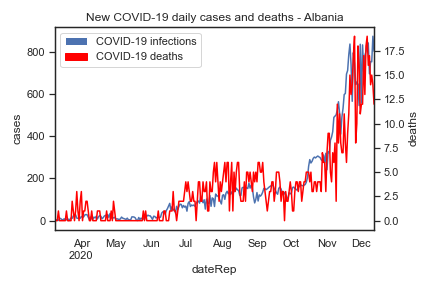 New COVID-19 daily cases and deaths - Albania
COVID-19 infections
COVID-19 deaths
800
600
400
200
0
cases
17.5
15.0
12.5
10.0
7.5
5.0
2.5
0.0
deaths
Apr May Jun Jul Aug Sep Oct Nov Dec
2020
dateRep